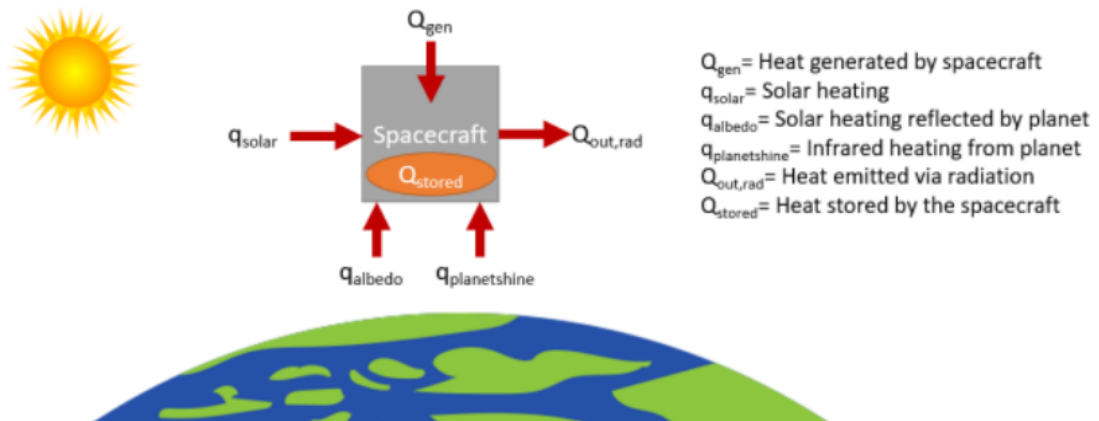 Qgen
qsolar
Spacecraft
Qout,rad
Qstored
qalbedo qplanetshine
Qgen= Heat generated by spacecraft
qsolar= Solar heating
qalbedo= Solar heating reflected by planet
qplanetshine= Infrared heating from planet
Qout,rad= Heat emitted via radiation
Qstored= Heat stored by the spacecraft